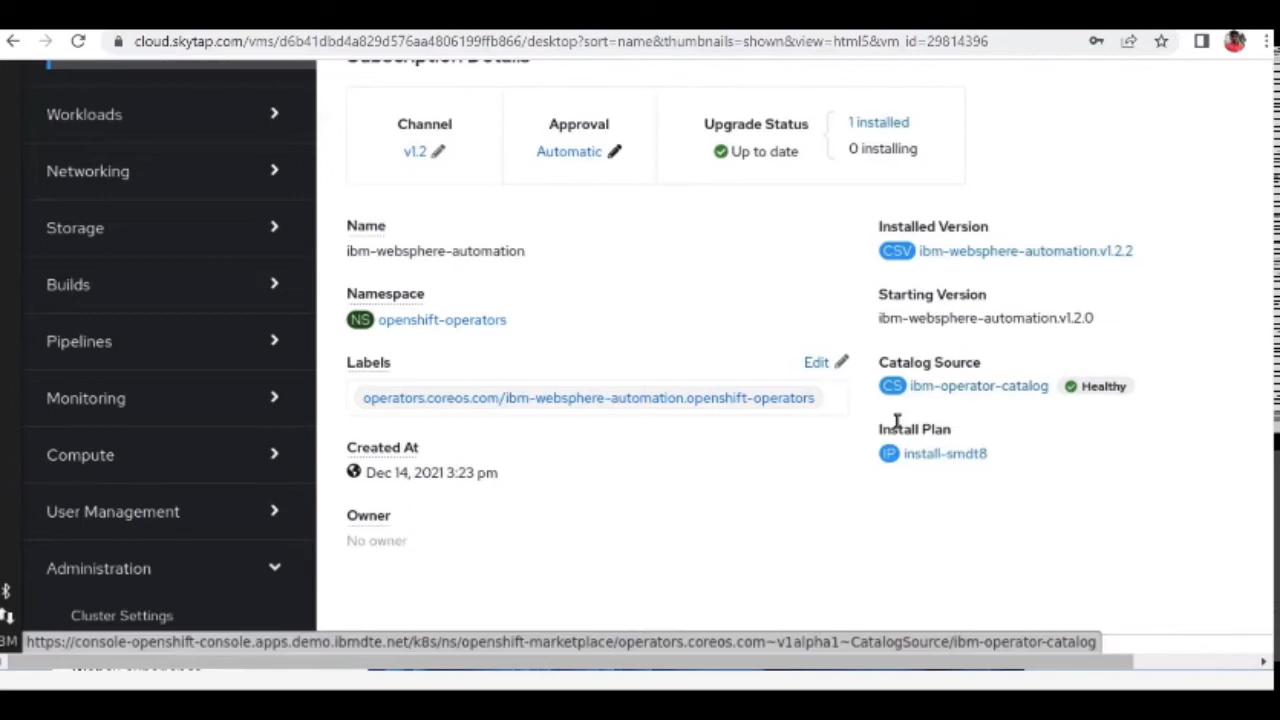 cloud.skytap.com/vms/d6b41dbd4a829d576aa4806199ffb866/desktop?sort=name&thumbnails=shown&view=html5&vm_id=29814396
Subscription Details
Workloads
Networking
Storage
Builds
Pipelines
Monitoring
Compute
User Management
Administration
Cluster Settings
Channel
v1.2
Approval
Automatic
Upgrade Status
Up to date
1 installed
0 installing
Name
ibm-websphere-automation
Namespace
NS openshift-operators
Labels
Edit
operators.coreos.com/ibm-websphere-automation.openshift-operators
Created At
Dec 14, 2021 3:23 pm
Owner
No owner
Installed Version
CSV ibm-websphere-automation.v1.2.2
Starting Version
ibm-websphere-automation.v1.2.0
Catalog Source
CS ibm-operator-catalog Healthy
Install Plan
IP install-smdt8
https://console-openshift-console.apps.demo.ibmdte.net/k8s/ns/openshift-marketplace/operators.coreos.com~v1alpha1~CatalogSource/ibm-operator-catalog